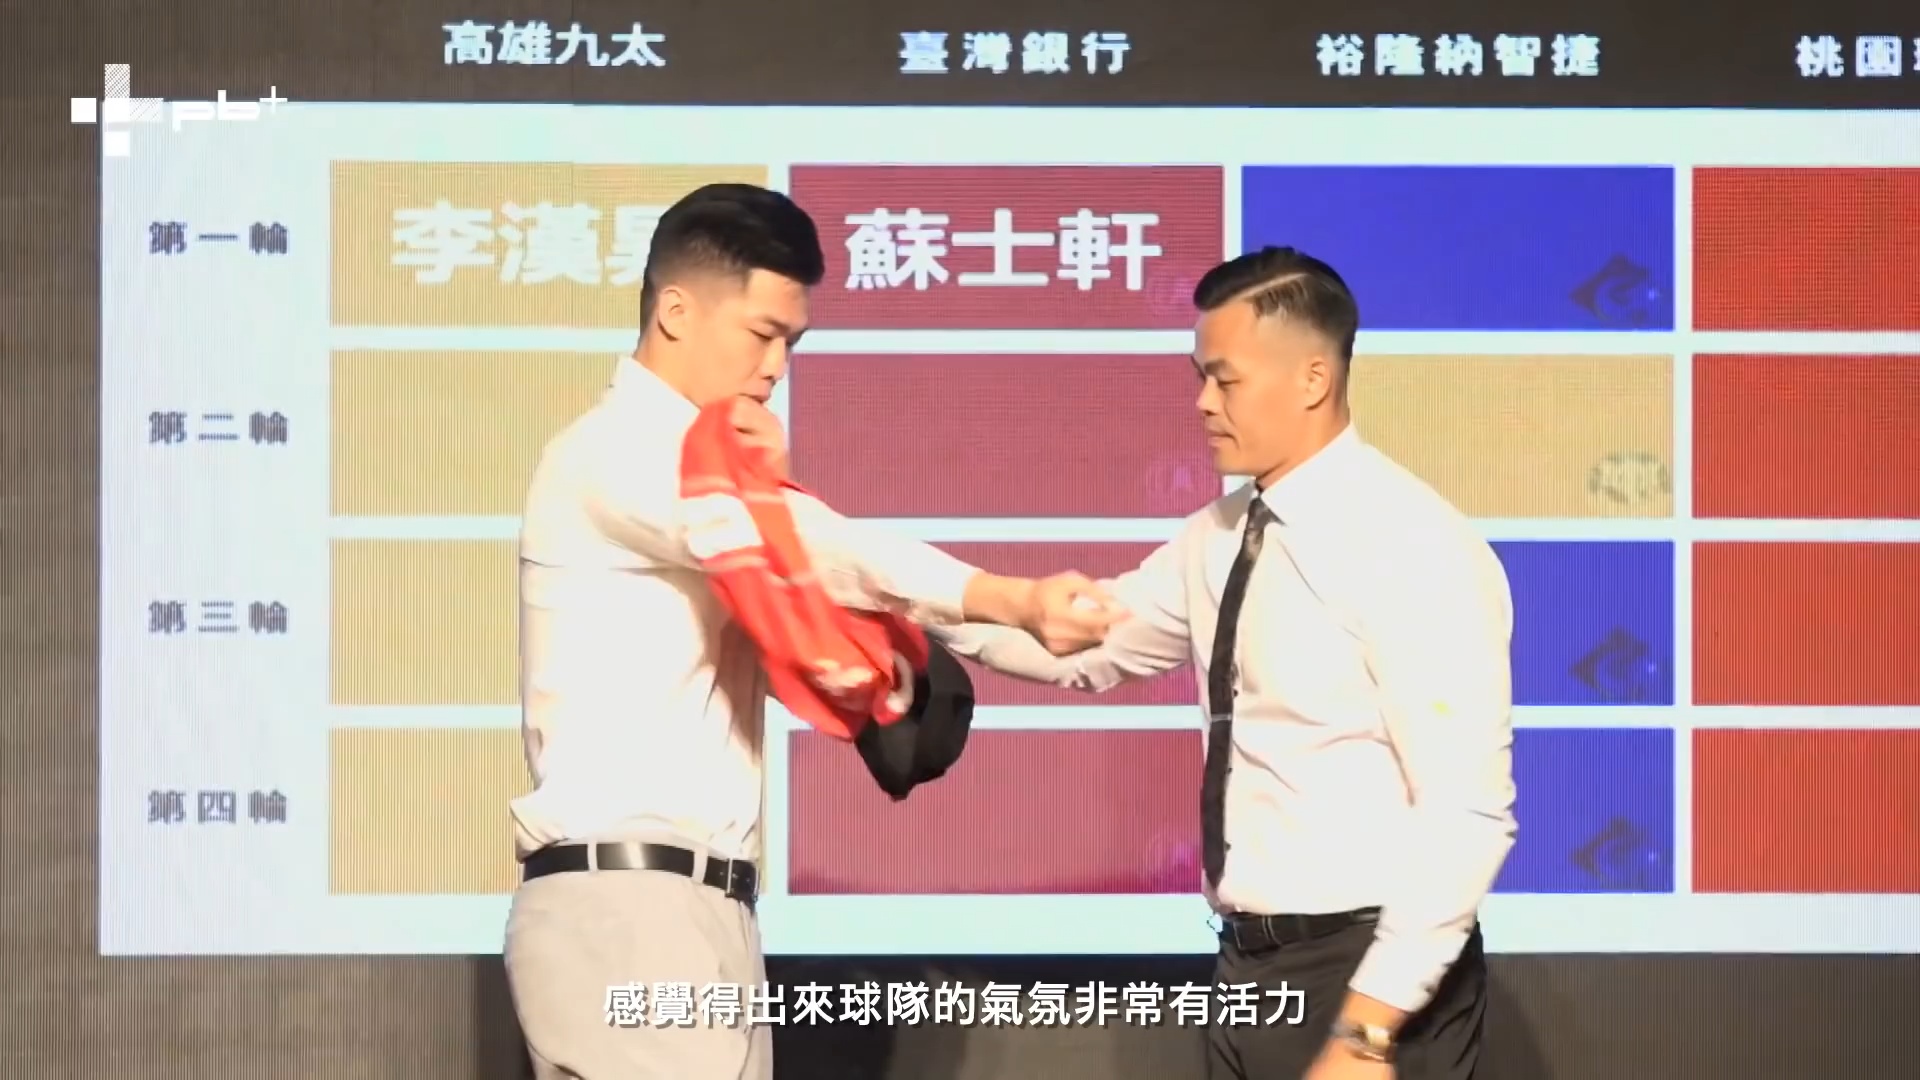 高雄九太
臺灣銀行
裕隆納智捷
桃園
pb+
第一輪
李漢
蘇士軒
第二輪
第三輪
第四輪
感覺得出來球隊的氣氛非常有活力